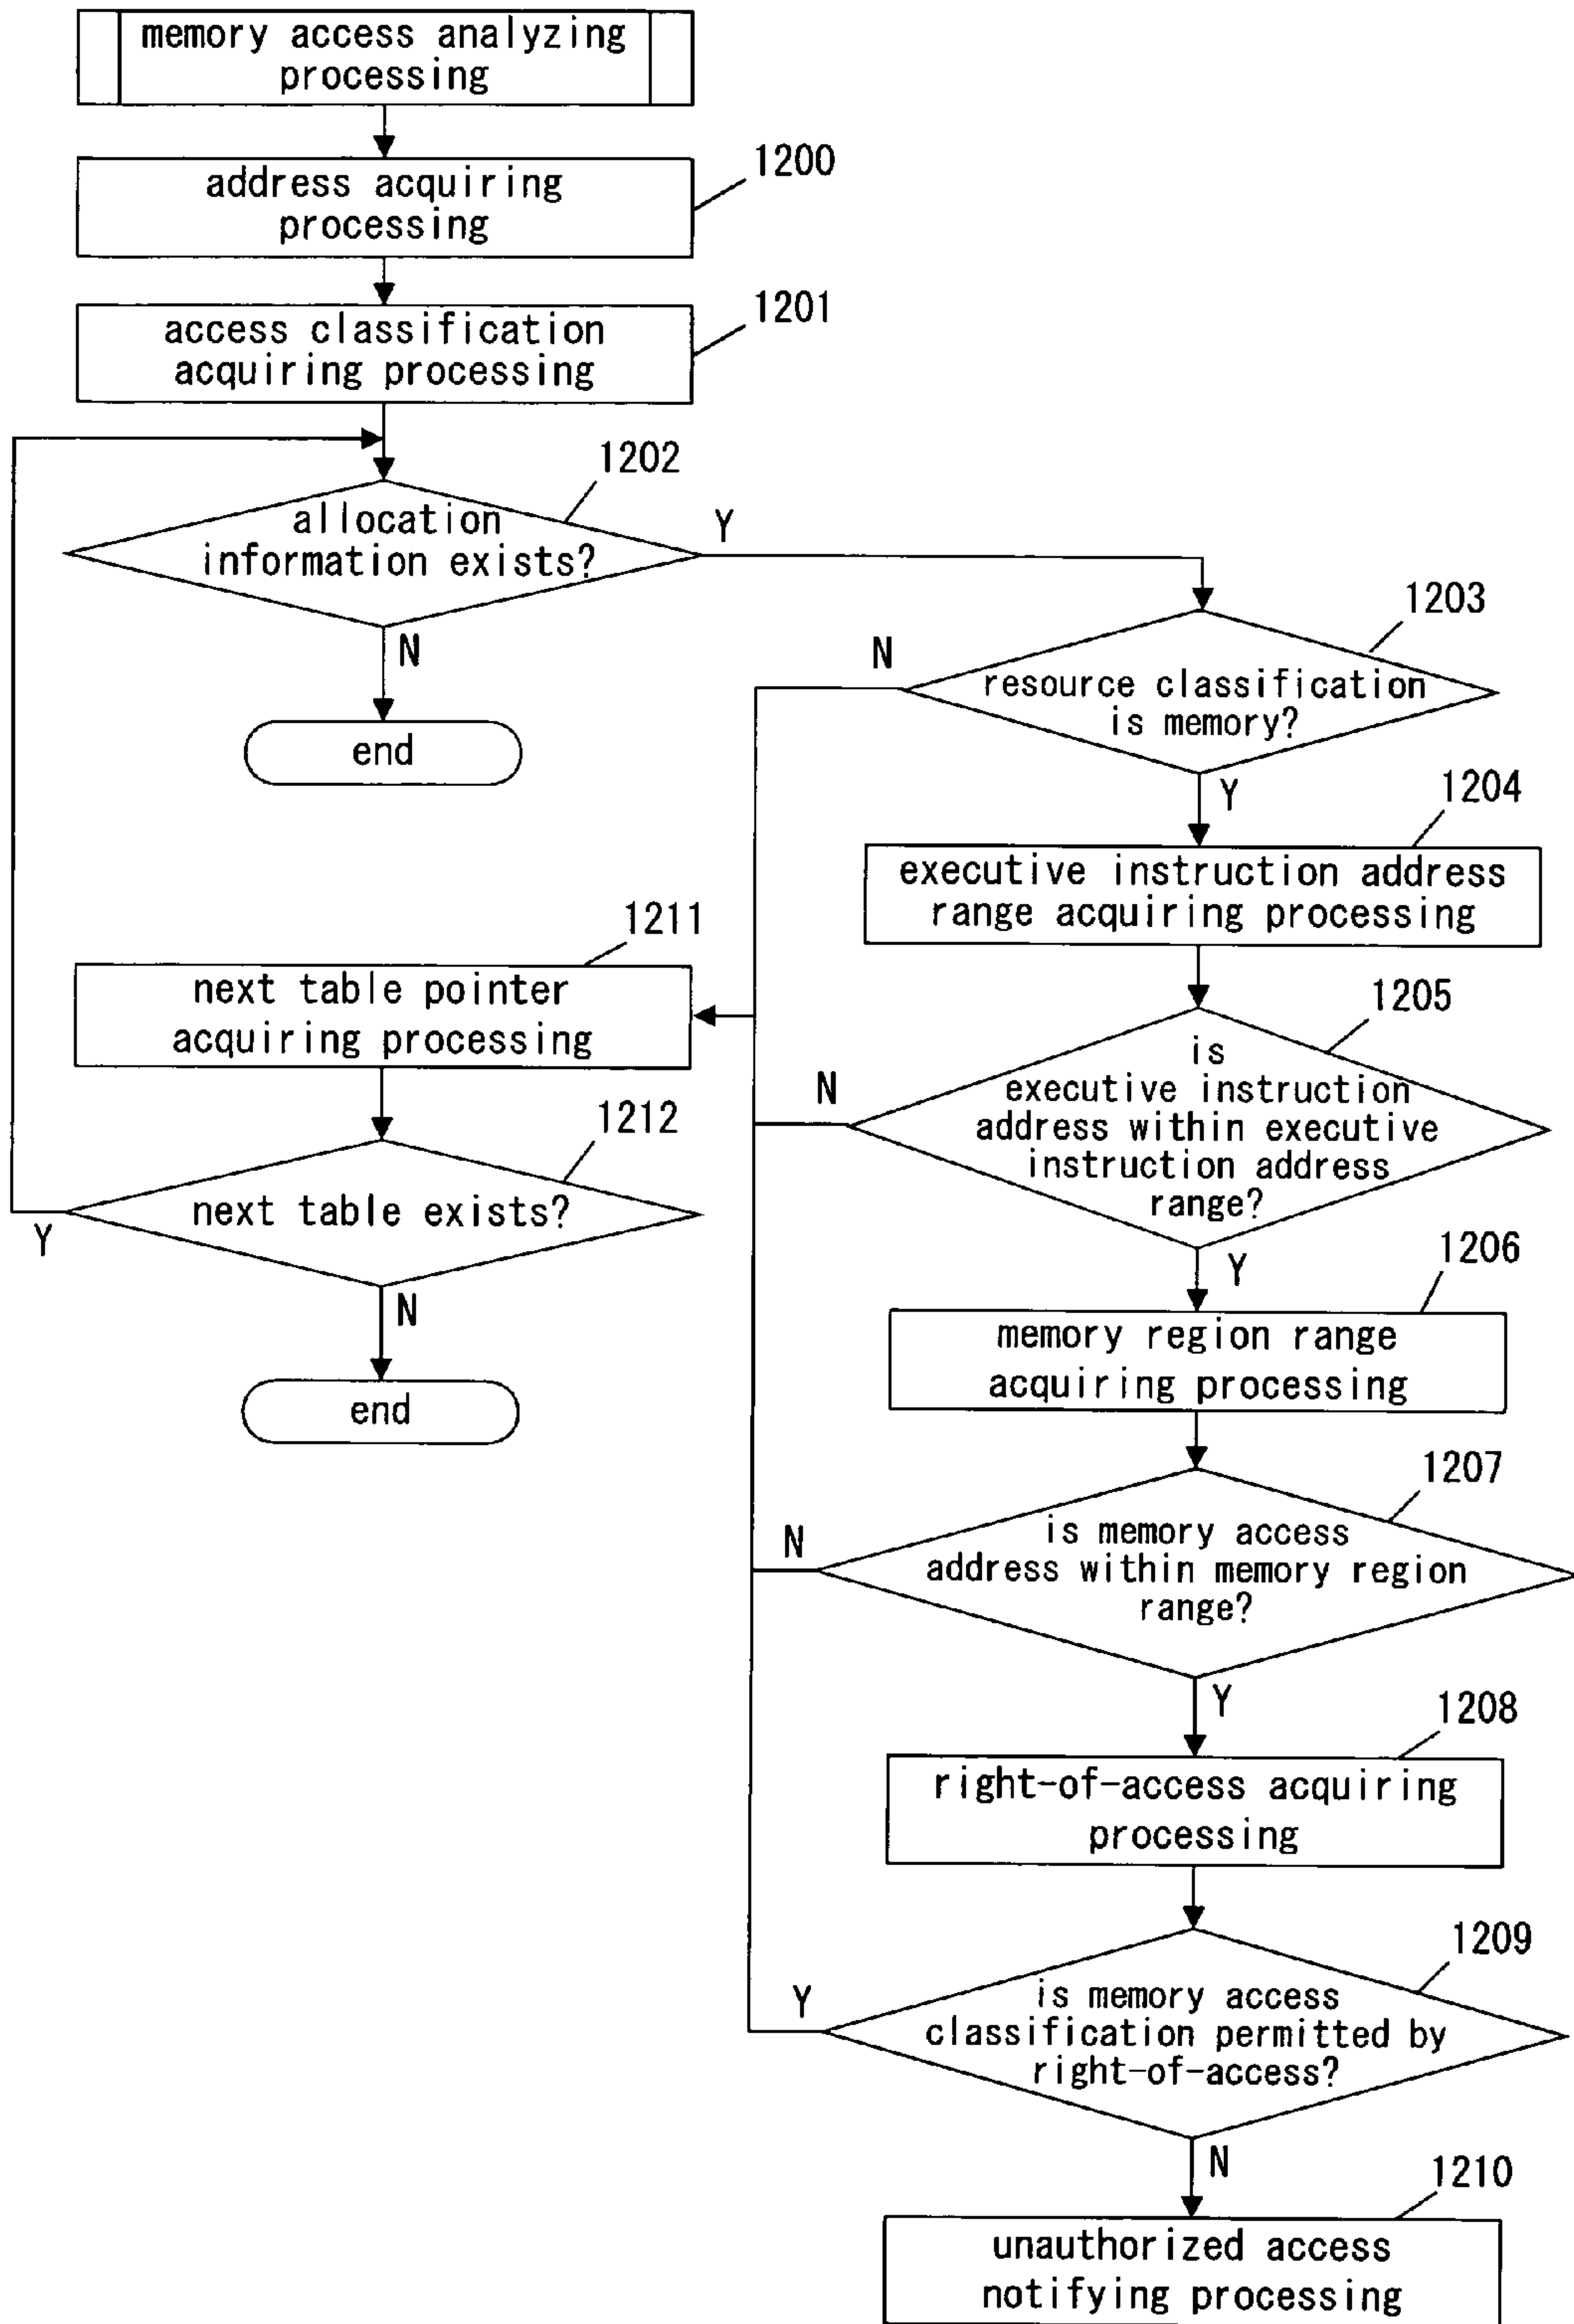 memory access analyzing
processing
1200
address acquiring
processing
1201
access classification
acquiring processing
1202
allocation
information exists?
Y
N
end
1203
resource classification
is memory?
N
Y
1204
executive instruction address
range acquiring processing
1205
is
executive instruction
address within executive
instruction address
range?
N
Y
1206
memory region range
acquiring processing
1207
is memory access
address within memory region
range?
N
Y
1208
right-of-access acquiring
processing
1209
is memory access
classification permitted by
right-of-access?
Y
N
1210
unauthorized access
notifying processing
1211
next table pointer
acquiring processing
1212
next table exists?
Y
N
end